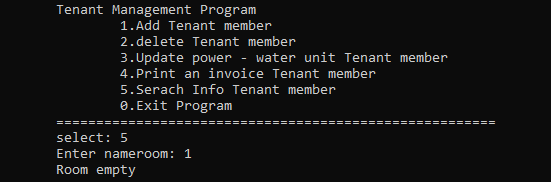 Tenant Management Program
1.Add Tenant member
2.delete Tenant member
3.Update power - water unit Tenant member
4.Print an invoice Tenant member
5.Serach Info Tenant member
0.Exit Program
=======================================================
select: 5
Enter nameroom: 1
Room empty